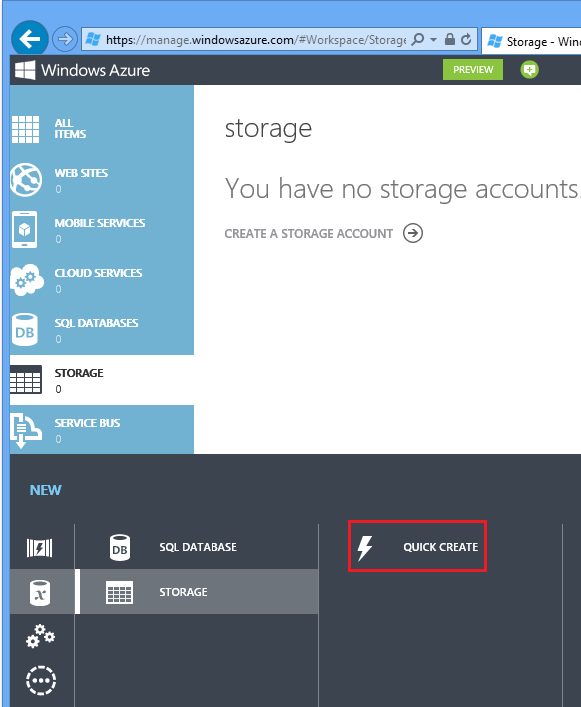 https://manage.windowsazure.com/#Workspace/Storage
Storage - Win
Windows Azure
PREVIEW
ALL
ITEMS
WEB SITES
0
MOBILE SERVICES
0
CLOUD SERVICES
0
DB
SQL DATABASES
0
STORAGE
0
SERVICE BUS
0
storage
You have no storage accounts
CREATE A STORAGE ACCOUNT
NEW
DB
SQL DATABASE
QUICK CREATE
x
STORAGE